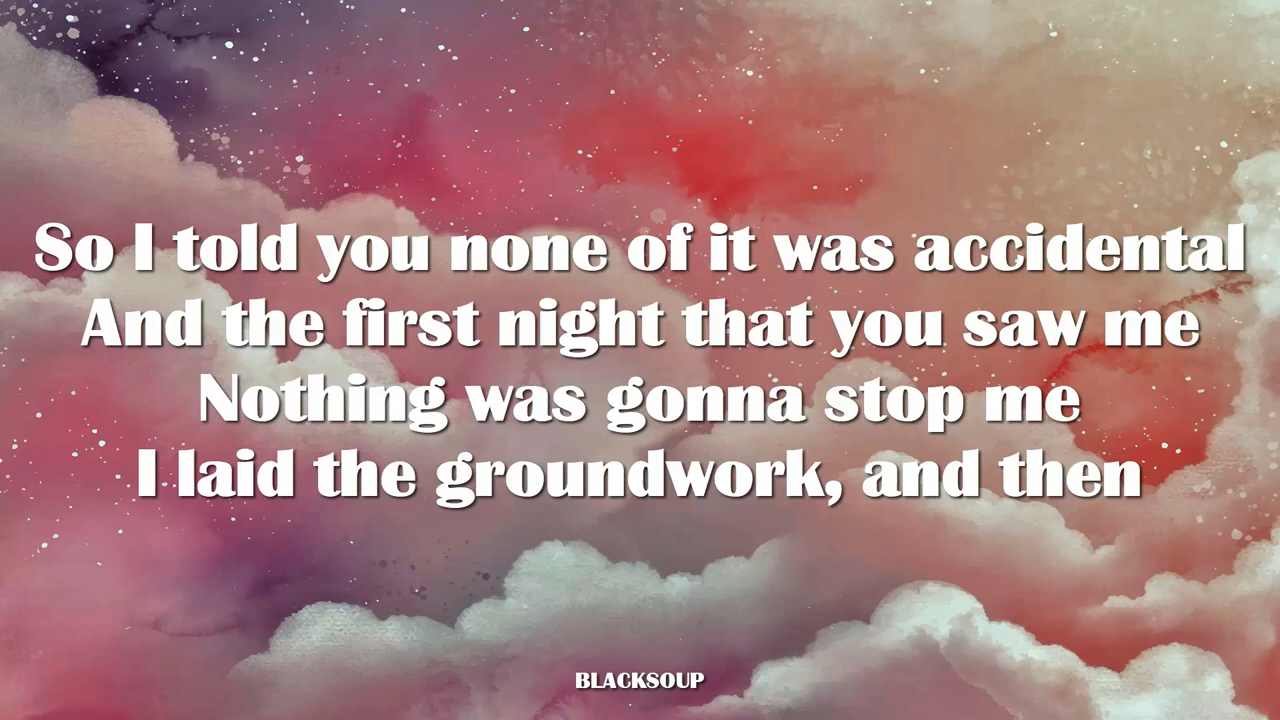 So I told you none of it was accidental
And the first night that you saw me
Nothing was gonna stop me
I laid the groundwork, and then
BLACKSOUP